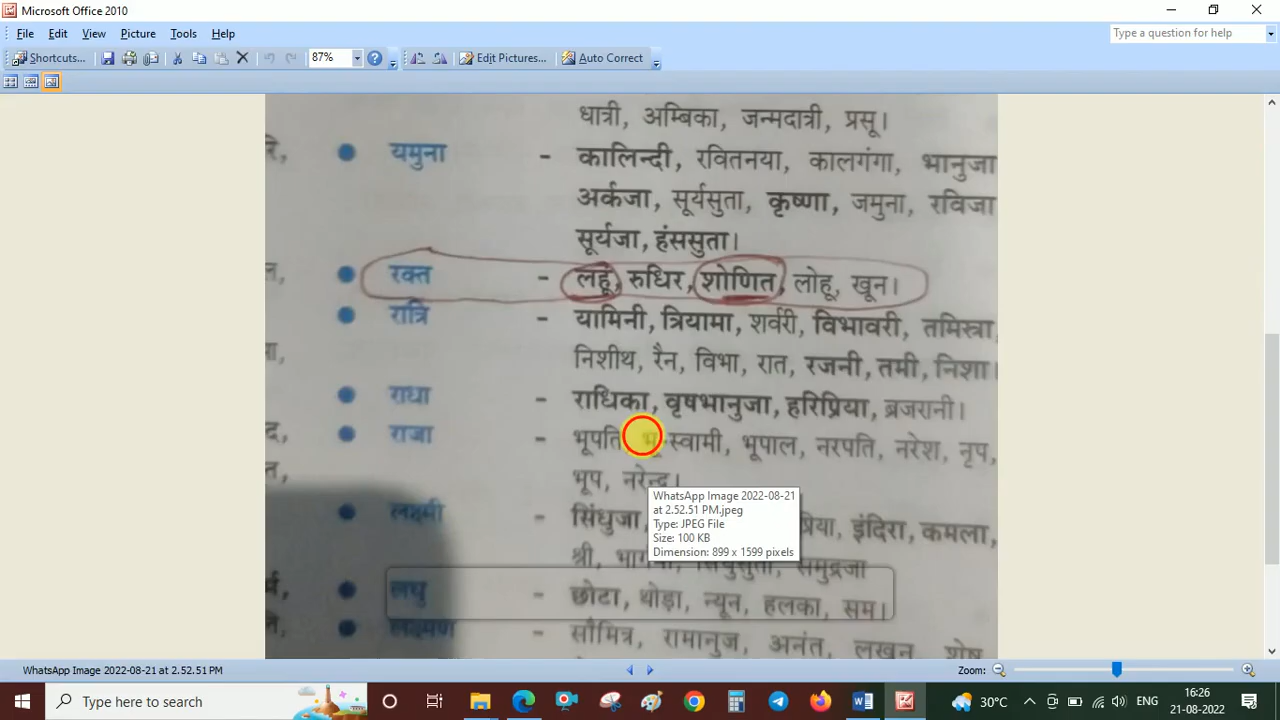 Microsoft Office 2010
File Edit View Picture Tools Help
Type a question for help
Shortcuts... 87% Edit Pictures... Auto Correct
धात्री, अम्बिका, जन्मदात्री, प्रसू।
यमुना - कालिन्दी, रवितनया, कालगंगा, भानुजा
अर्कजा, सूर्यसुता, कृष्णा, जमुना, रविजा
सूर्यजा, हंससुता।
रक्त - लहू, रुधिर, शोणित, लोहू, खून।
रात्रि - यामिनी, त्रियामा, शर्वरी, विभावरी, तमिस्त्रा,
निशीथ, रैन, विभा, रात, रजनी, तमी, निशा।
राधा - राधिका, वृषभानुजा, हरिप्रिया, ब्रजरानी।
राजा - भूपति, भू-स्वामी, भूपाल, नरपति, नरेश, नृप,
भूप, नरेन्द्र।
लक्ष्मी - सिंधुजा इंदिरा, कमला,
श्री, सिंधुसुता, समुद्रजा
लघु - छोटा, थोड़ा, न्यून, हलका, सम।
लक्ष्मण - सौमित्र, रामानुज, अनंत, लखन, शेष
WhatsApp Image 2022-08-21
at 2.52.51 PM.jpeg
Type: JPEG File
Size: 100 KB
Dimension: 899 x 1599 pixels
WhatsApp Image 2022-08-21 at 2.52.51 PM
Zoom:
Type here to search
30°C ENG 16:26
21-08-2022